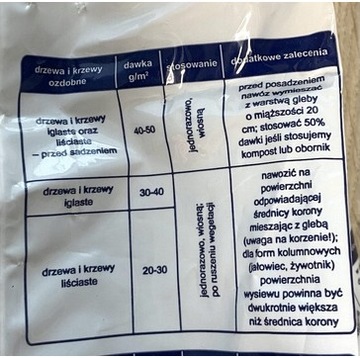 drzewa i krzewy
ozdobne
dawka
g/m²
stosowanie
dodatkowe zalecenia
drzewa i krzewy
iglaste oraz
liściaste
– przed sadzeniem
40-50
jednorazowo,
wiosną
przed posadzeniem
nawóz wymieszać
z warstwą gleby
o miąższości 20
cm; stosować 50%
dawki jeśli stosujemy
kompost lub obornik
drzewa i krzewy
iglaste
30-40
drzewa i krzewy
liściaste
20-30
jednorazowo, wiosną;
po ruszeniu wegetacji
nawozić na
powierzchni
odpowiadającej
średnicy korony
mieszając z glebą
(uwaga na korzenie!);
dla form kolumnowych
(jałowiec, żywotnik)
powierzchnia
wysiewu powinna być
dwukrotnie większa
niż średnica korony